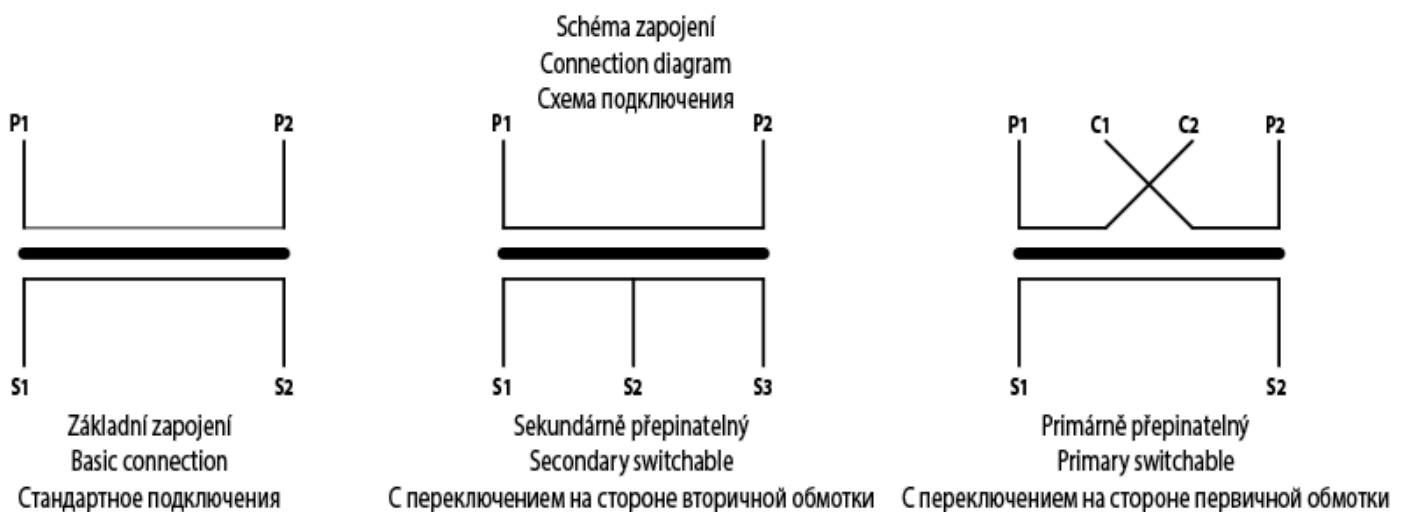 Schéma zapojení
Connection diagram
Схема подключения
P1 P2
S1 S2
Základní zapojení
Basic connection
Стандартное подключения
P1 P2
S1 S2 S3
Sekundárně přepinatelný
Secondary switchable
С переключением на стороне вторичной обмотки
P1 C1 C2 P2
S1 S2
Primárně přepinatelný
Primary switchable
С переключением на стороне первичной обмотки